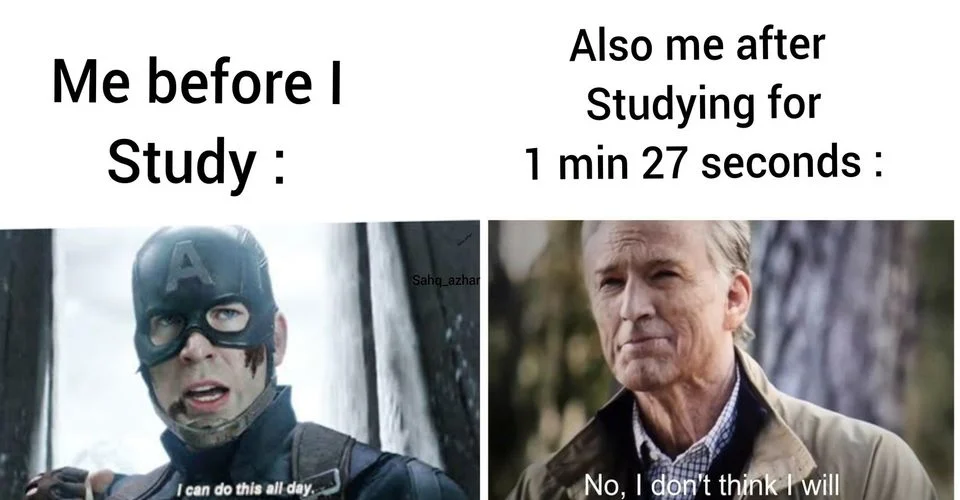 Me before I
Study :
Also me after
Studying for
1 min 27 seconds :
A
Sahq_azhar
I can do this all day.
No, I don't think I will